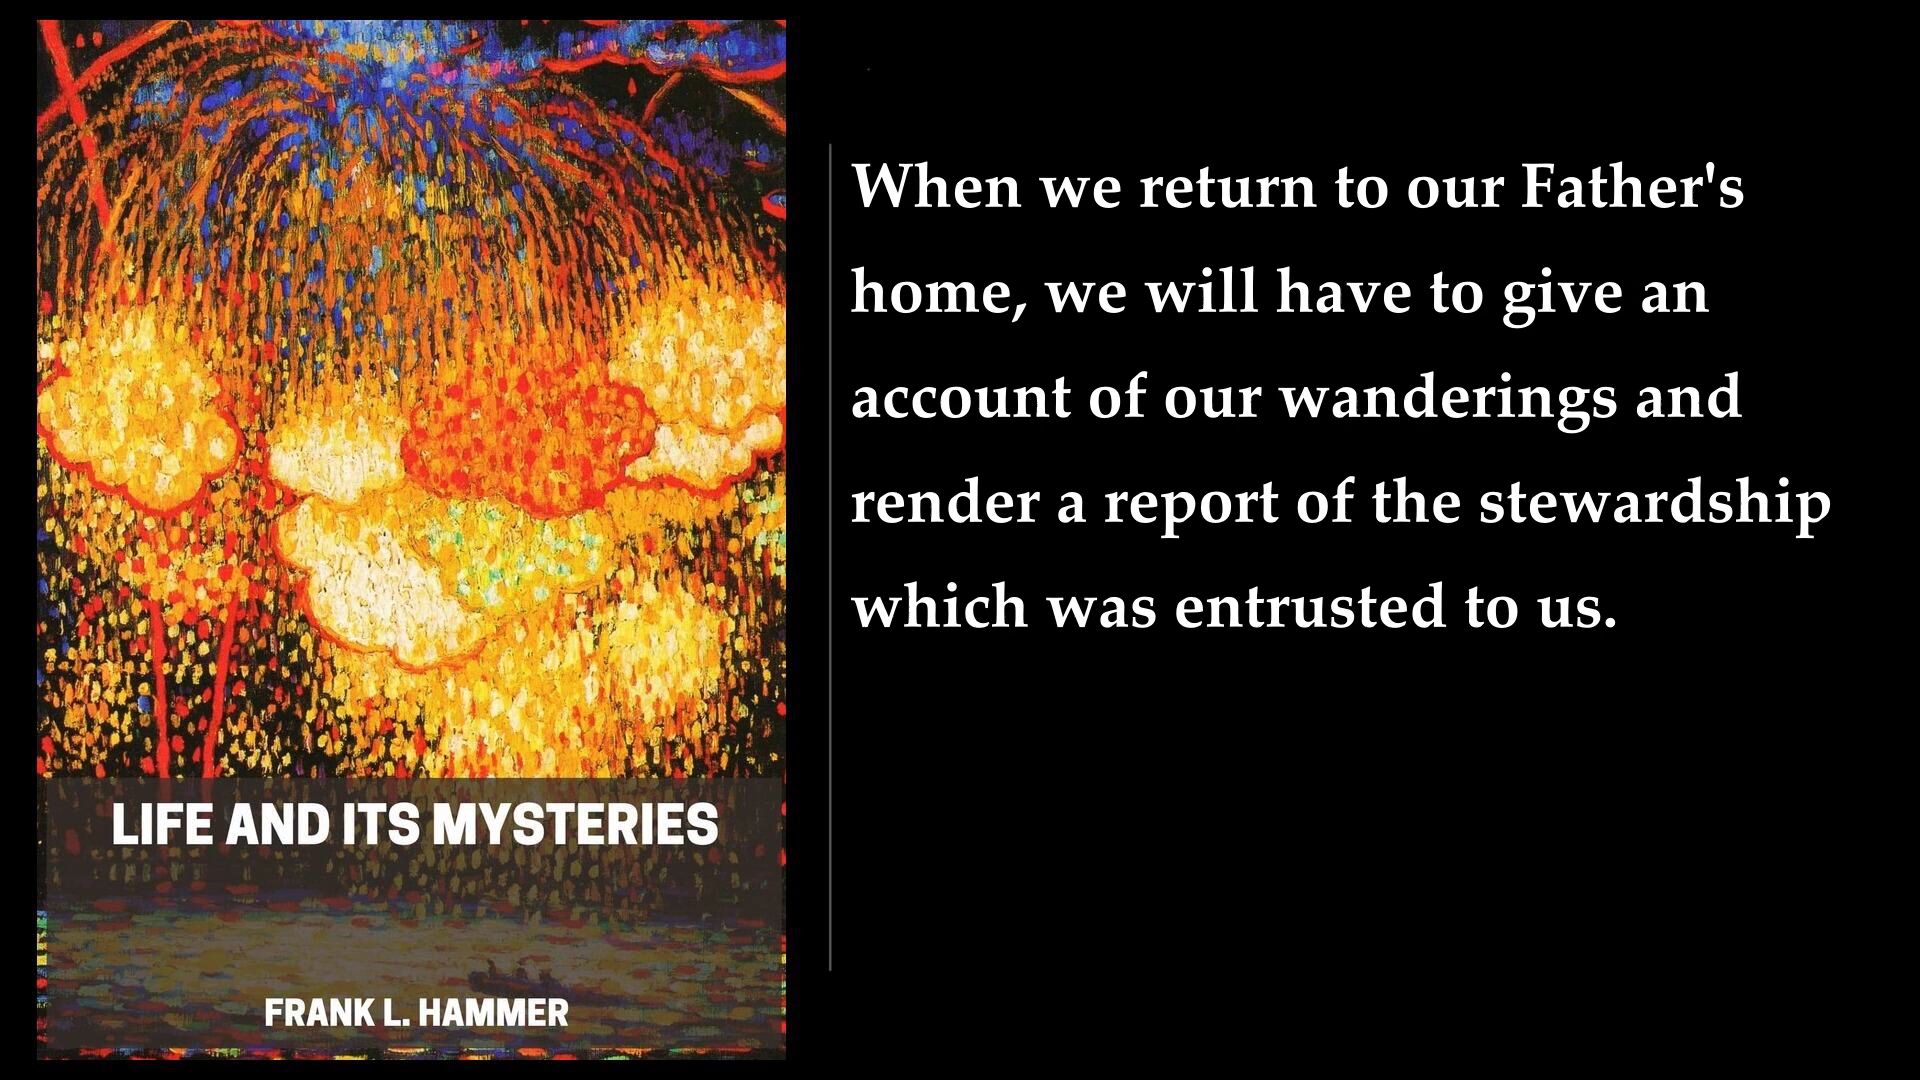 LIFE AND ITS MYSTERIES
FRANK L. HAMMER
When we return to our Father's
home, we will have to give an
account of our wanderings and
render a report of the stewardship
which was entrusted to us.